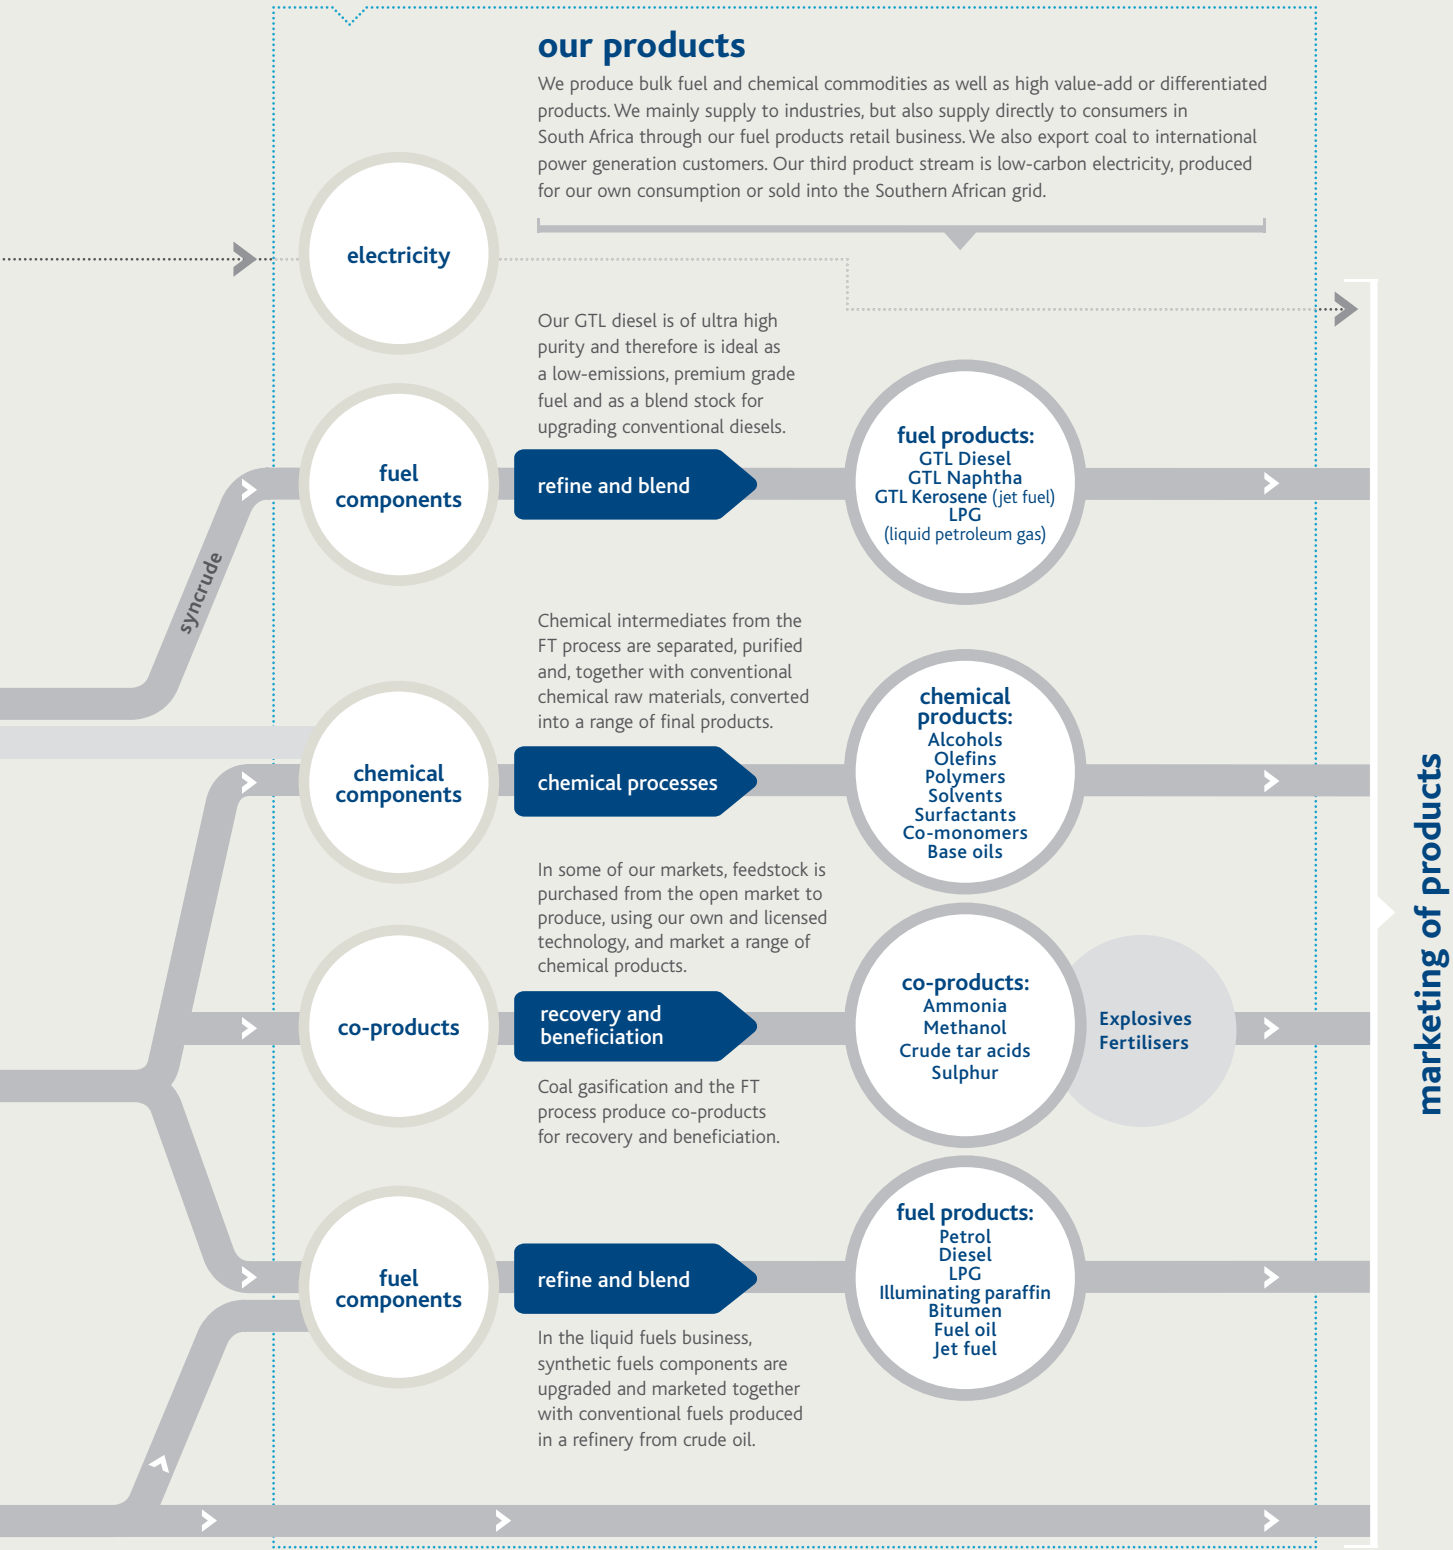 our products
We produce bulk fuel and chemical commodities as well as high value-add or differentiated
products. We mainly supply to industries, but also supply directly to consumers in
South Africa through our fuel products retail business. We also export coal to international
power generation customers. Our third product stream is low-carbon electricity, produced
for our own consumption or sold into the Southern African grid.
electricity
Our GTL diesel is of ultra high
purity and therefore is ideal as
a low-emissions, premium grade
fuel and as a blend stock for
upgrading conventional diesels.
fuel
components
refine and blend
fuel products:
GTL Diesel
GTL Naphtha
GTL Kerosene (jet fuel)
LPG
(liquid petroleum gas)
syncrude
Chemical intermediates from the
FT process are separated, purified
and, together with conventional
chemical raw materials, converted
into a range of final products.
chemical
components
chemical processes
chemical
products:
Alcohols
Olefins
Polymers
Solvents
Surfactants
Co-monomers
Base oils
In some of our markets, feedstock is
purchased from the open market to
produce, using our own and licensed
technology, and market a range of
chemical products.
co-products
recovery and
beneficiation
co-products:
Ammonia
Methanol
Crude tar acids
Sulphur
Explosives
Fertilisers
Coal gasification and the FT
process produce co-products
for recovery and beneficiation.
fuel
components
refine and blend
fuel products:
Petrol
Diesel
LPG
Illuminating paraffin
Bitumen
Fuel oil
Jet fuel
In the liquid fuels business,
synthetic fuels components are
upgraded and marketed together
with conventional fuels produced
in a refinery from crude oil.
marketing of products